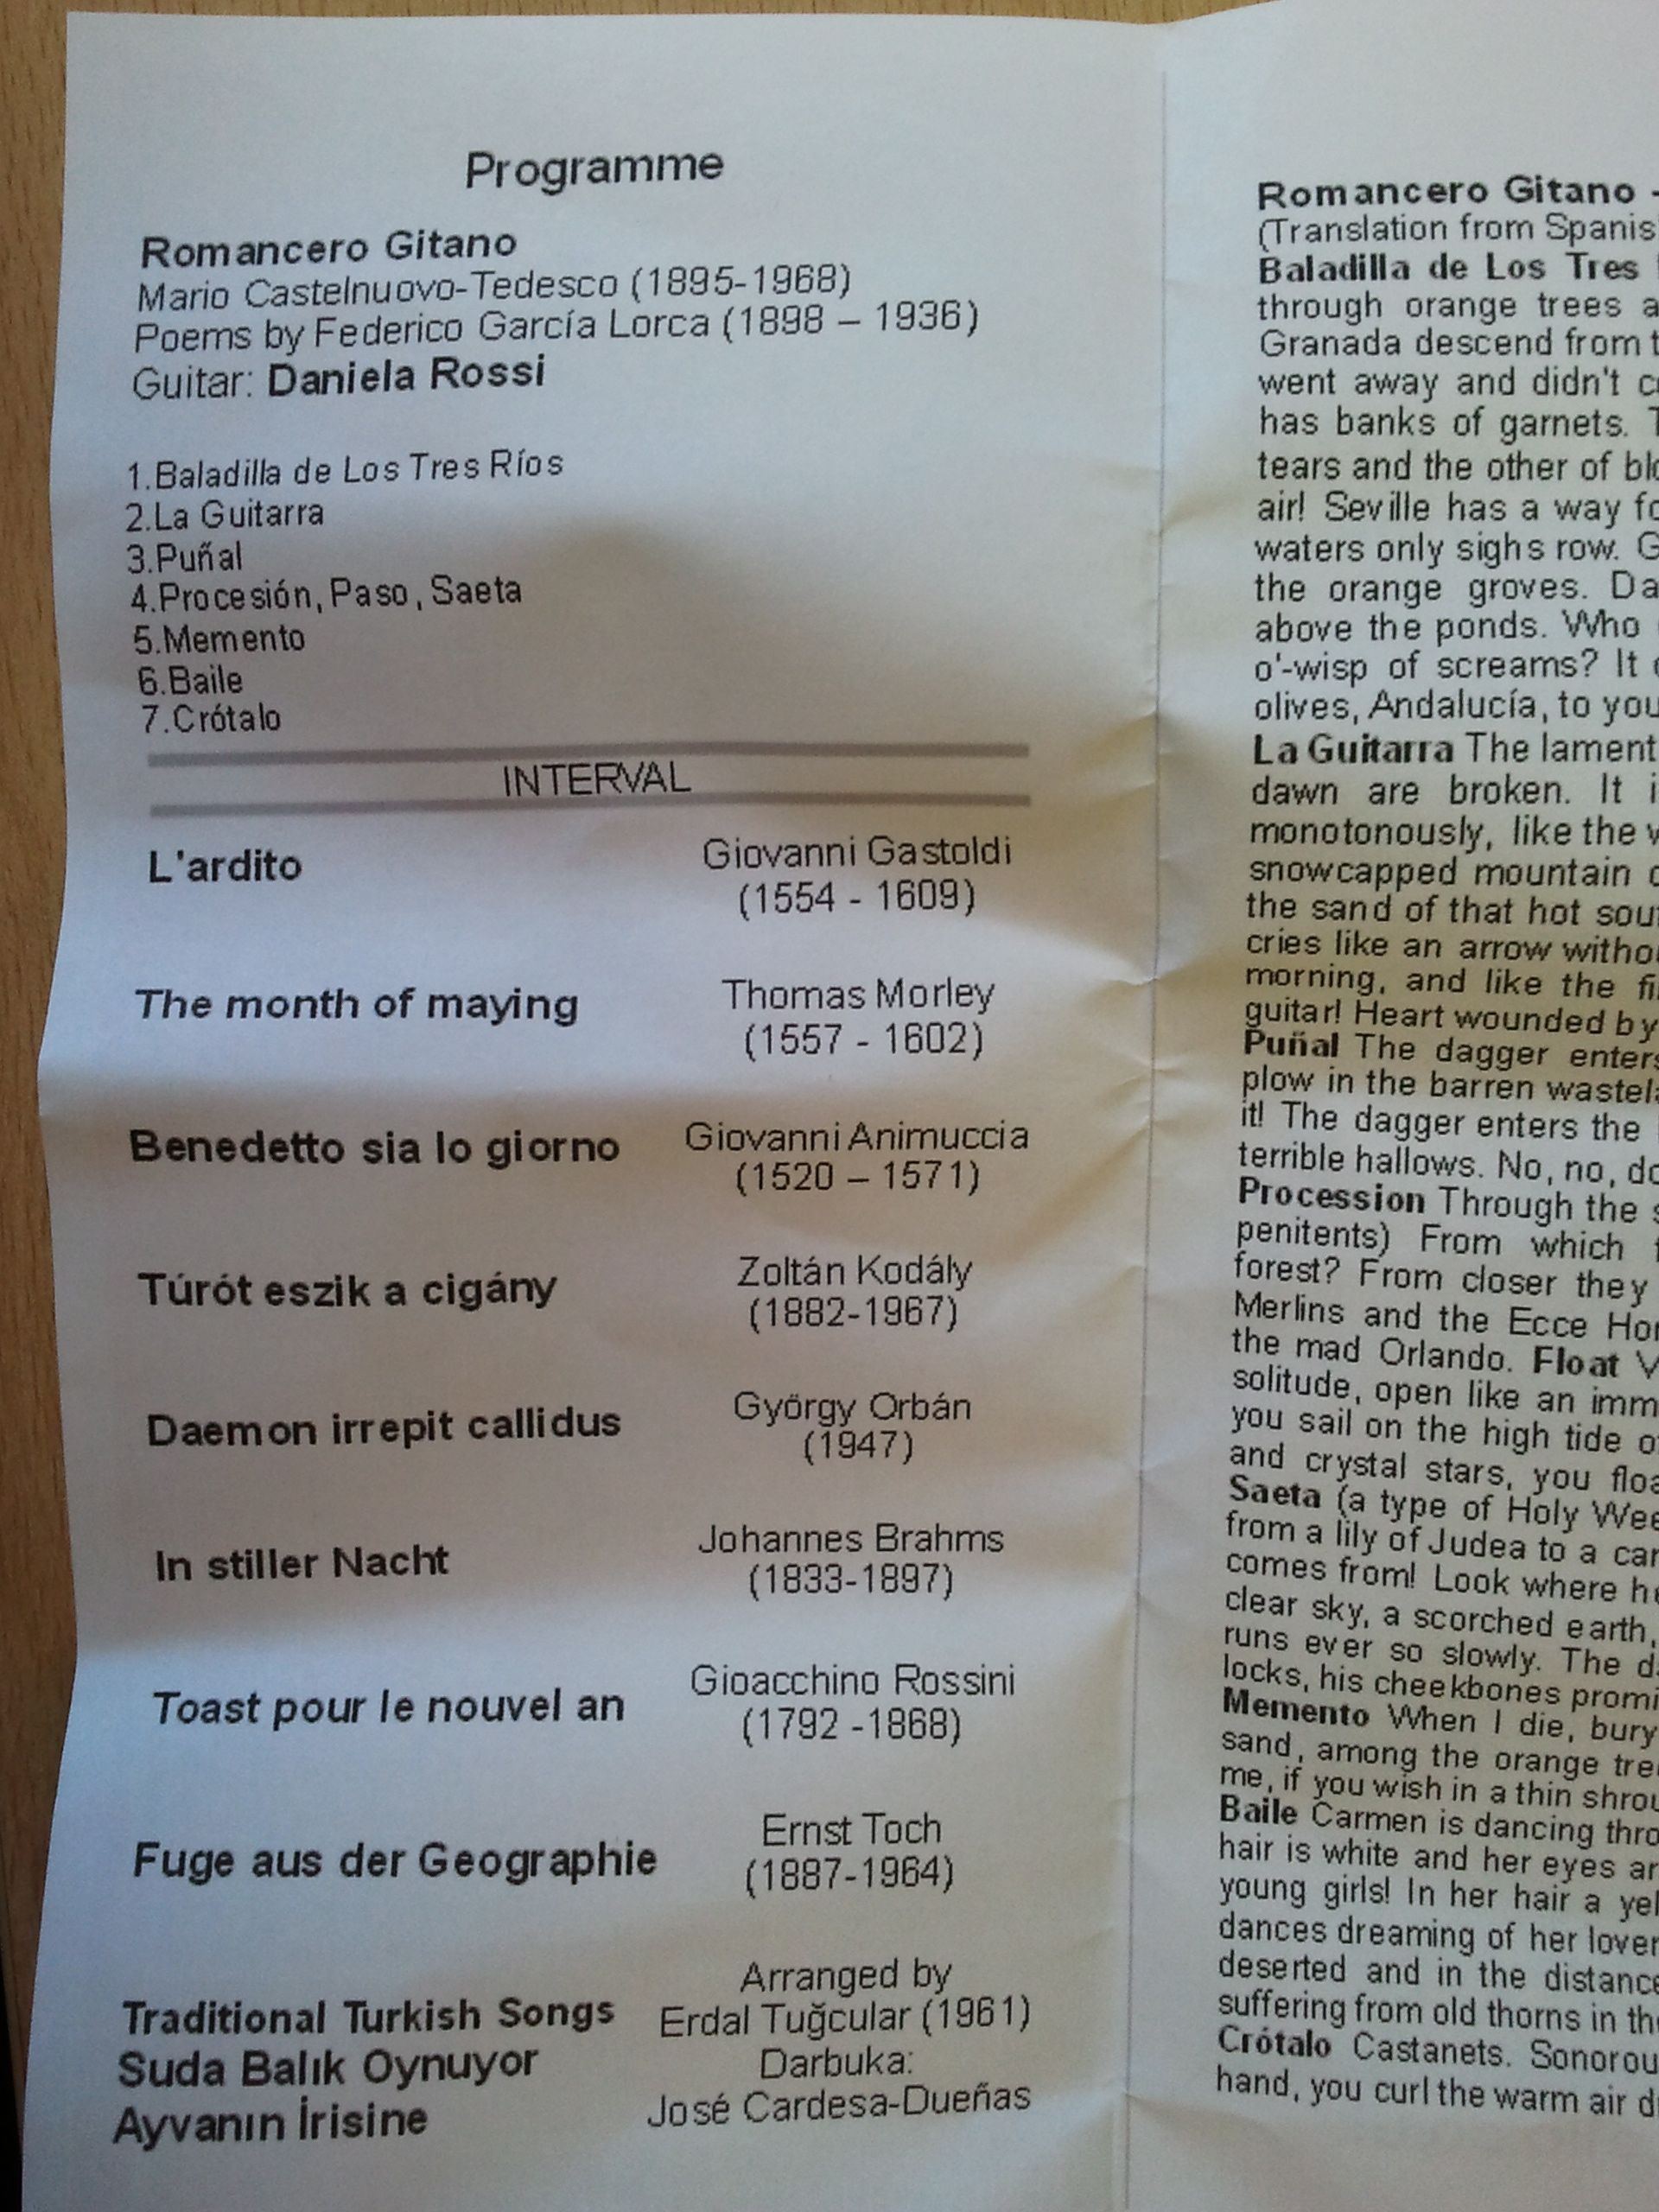 Programme
Romancero Gitano
Mario Castelnuovo-Tedesco (1895-1968)
Poems by Federico García Lorca (1898 – 1936)
Guitar: Daniela Rossi
1.Baladilla de Los Tres Ríos
2.La Guitarra
3.Puñal
4.Procesión, Paso, Saeta
5.Memento
6.Baile
7.Crótalo
INTERVAL
L'ardito Giovanni Gastoldi
(1554 - 1609)
The month of maying Thomas Morley
(1557 - 1602)
Benedetto sia lo giorno Giovanni Animuccia
(1520 – 1571)
Túrót eszik a cigány Zoltán Kodály
(1882-1967)
Daemon irrepit callidus György Orbán
(1947)
In stiller Nacht Johannes Brahms
(1833-1897)
Toast pour le nouvel an Gioacchino Rossini
(1792 -1868)
Fuge aus der Geographie Ernst Toch
(1887-1964)
Arranged by
Traditional Turkish Songs Erdal Tuğcular (1961)
Suda Balık Oynuyor Darbuka:
Ayvanın İrisine José Cardesa-Dueñas
Romancero Gitano -
(Translation from
Baladilla de Los Tres
through orange trees
Granada descend from
went away and didn't
has banks of garnets.
tears and the other of
air! Seville has a way
waters only sighs row.
the orange groves.
above the ponds. Who
o'-wisp of screams? It
olives, Andalucía, to
La Guitarra The lament
dawn are broken. It
monotonously, like the
snowcapped mountain
the sand of that hot
cries like an arrow
morning, and like the
guitar! Heart wounded by
Puñal The dagger enters
plow in the barren
it! The dagger enters the
terrible hallows. No, no,
Procession Through the
penitents) From which
forest? From closer they
Merlins and the Ecce
the mad Orlando. Float
solitude, open like an
you sail on the high tide
and crystal stars, you
Saeta (a type of Holy
from a lily of Judea to a
comes from! Look where
clear sky, a scorched earth,
runs ever so slowly. The
locks, his cheekbones
Memento When I die, bury
sand, among the orange
me, if you wish in a thin
Baile Carmen is dancing
hair is white and her eyes
young girls! In her hair a
dances dreaming of her
deserted and in the
suffering from old thorns in
Crótalo Castanets.
hand, you curl the warm air